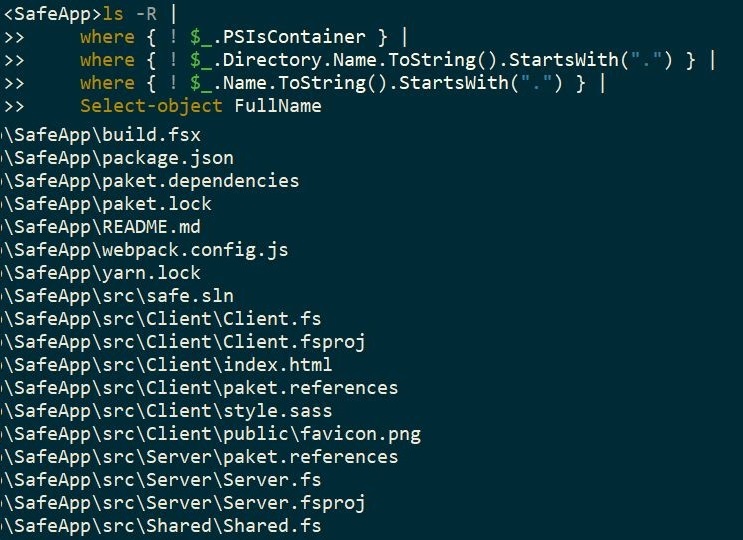 <SafeApp>ls -R |
>>     where { ! $_.PSIsContainer } |
>>     where { ! $_.Directory.Name.ToString().StartsWith(".") } |
>>     where { ! $_.Name.ToString().StartsWith(".") } |
>>     Select-object FullName
\SafeApp\build.fsx
\SafeApp\package.json
\SafeApp\paket.dependencies
\SafeApp\paket.lock
\SafeApp\README.md
\SafeApp\webpack.config.js
\SafeApp\yarn.lock
\SafeApp\src\safe.sln
\SafeApp\src\Client\Client.fs
\SafeApp\src\Client\Client.fsproj
\SafeApp\src\Client\index.html
\SafeApp\src\Client\paket.references
\SafeApp\src\Client\style.sass
\SafeApp\src\Client\public\favicon.png
\SafeApp\src\Server\paket.references
\SafeApp\src\Server\Server.fs
\SafeApp\src\Server\Server.fsproj
\SafeApp\src\Shared\Shared.fs